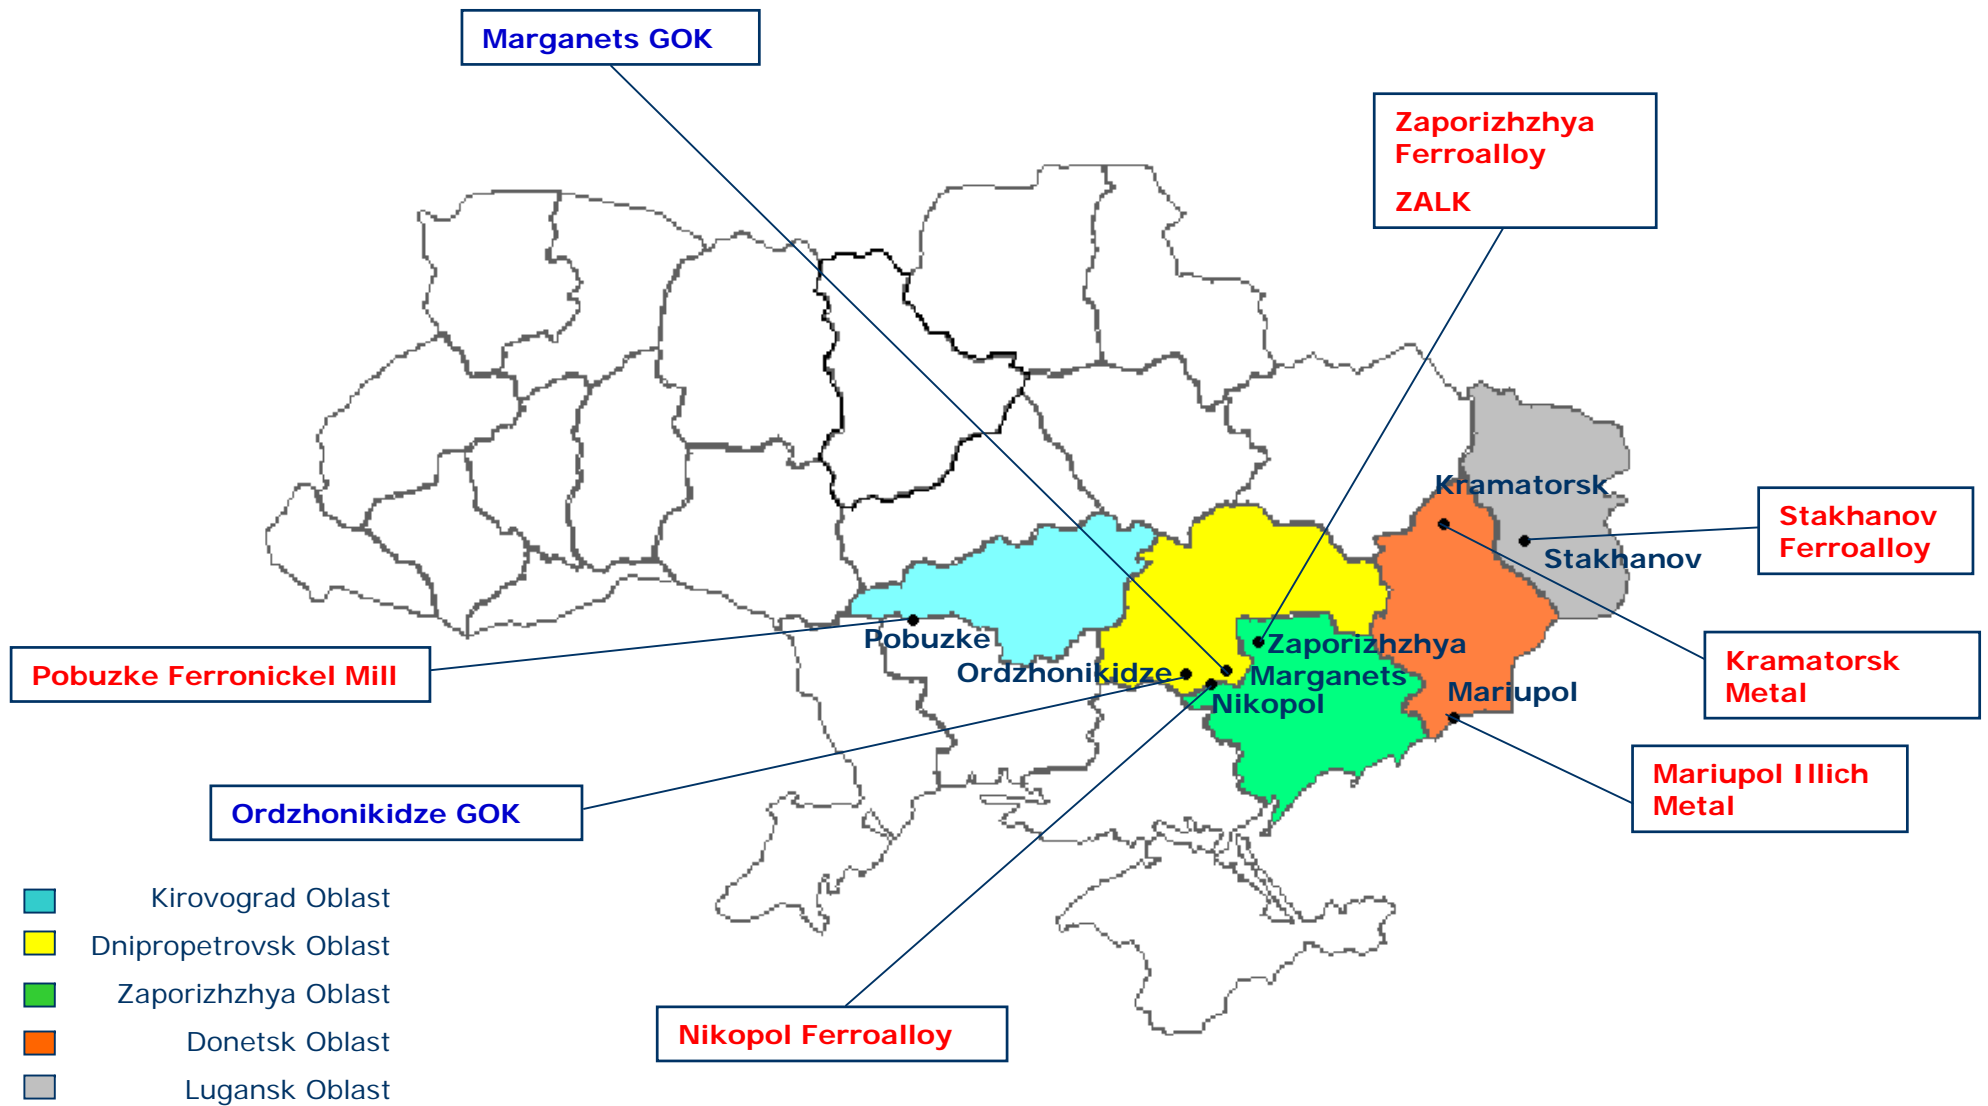 Marganets GOK
Zaporizhzhya
Ferroalloy
ZALK
Kramatorsk
Stakhanov
Stakhanov
Ferroalloy
Pobuzke
Zaporizhzhya
Ordzhonikidze
Marganets
Nikopol
Mariupol
Pobuzke Ferronickel Mill
Kramatorsk
Metal
Mariupol Illich
Metal
Ordzhonikidze GOK
Nikopol Ferroalloy
Kirovograd Oblast
Dnipropetrovsk Oblast
Zaporizhzhya Oblast
Donetsk Oblast
Lugansk Oblast